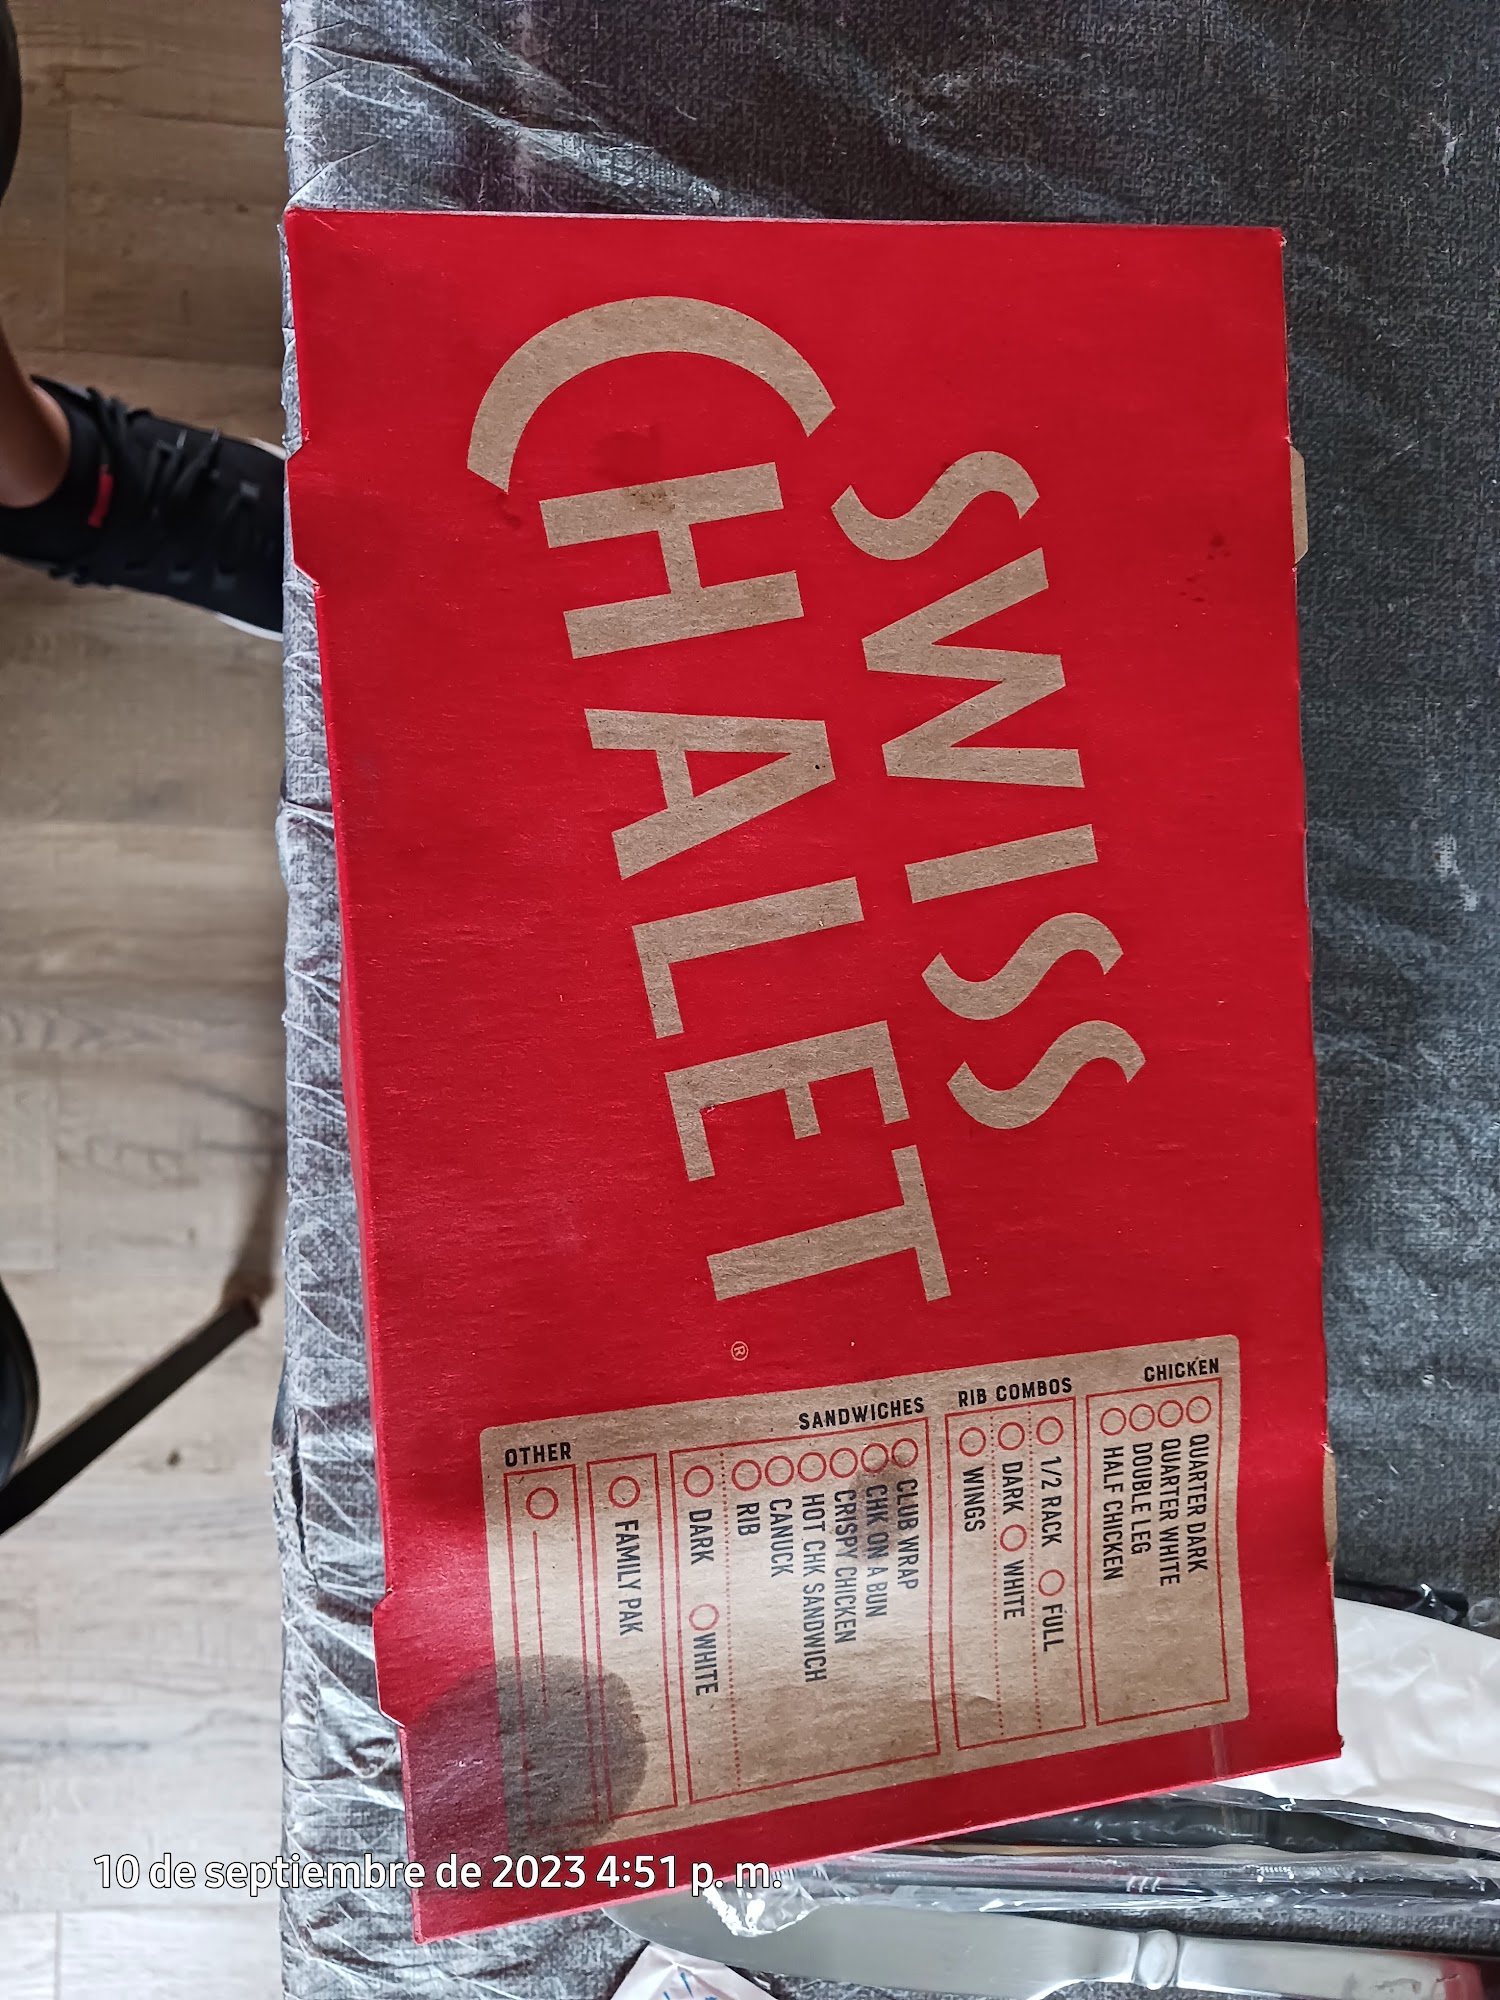 SWISS
CHALET
®
CHICKEN
QUARTER DARK
QUARTER WHITE
DOUBLE LEG
HALF CHICKEN
RIB COMBOS
1/2 RACK FULL
DARK WHITE
WINGS
SANDWICHES
CLUB WRAP
CHK ON A BUN
CRISPY CHICKEN
HOT CHK SANDWICH
CANUCK
RIB
DARK WHITE
FAMILY PAK
OTHER
10 de septiembre de 2023 4:51 p. m.